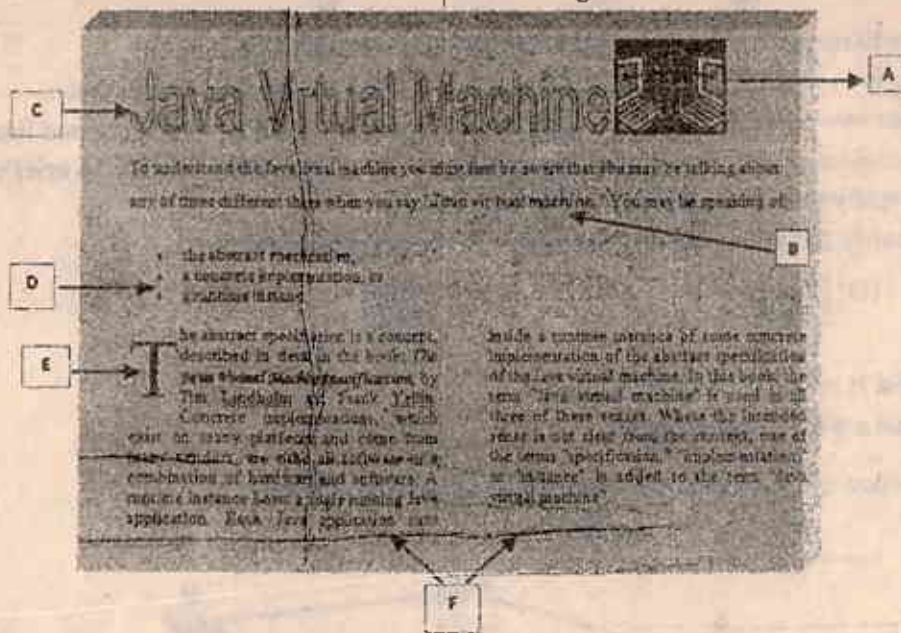 A
C
Java Virtual Machine
To understand the Java virtual machine you must first be aware that you may be talking about
any of three different things when you say "Java virtual machine." You may be speaking of:
B
D
• the abstract specification,
• a concrete implementation, or
• a runtime instance.
E
The abstract specification is a concept,
described in detail in the book: The
Java Virtual Machine Specification, by
Tim Lindholm and Frank Yellin.
Concrete implementations, which
exist on many platforms and come from
many vendors, are either all software or a
combination of hardware and software. A
runtime instance hosts a single running Java
application. Each Java application runs
inside a runtime instance of some concrete
implementation of the abstract specification
of the Java virtual machine. In this book, the
term "Java virtual machine" is used in all
three of these senses. Where the intended
sense is not clear from the context, one of
the terms "specification," "implementation,"
or "instance" is added to the term "Java
virtual machine".
F